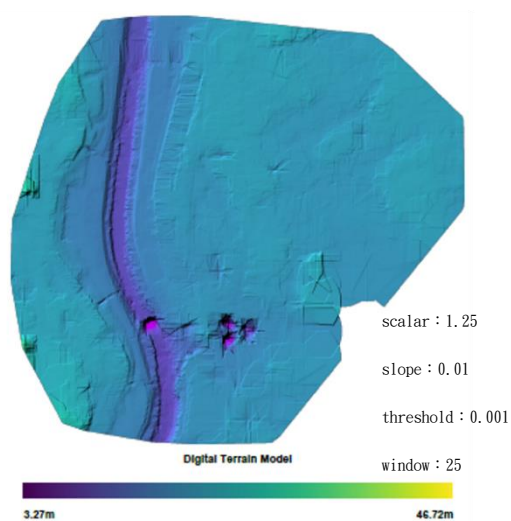 scalar：1.25
slope：0.01
threshold：0.001
window：25
Digital Terrain Model
3.27m
46.72m